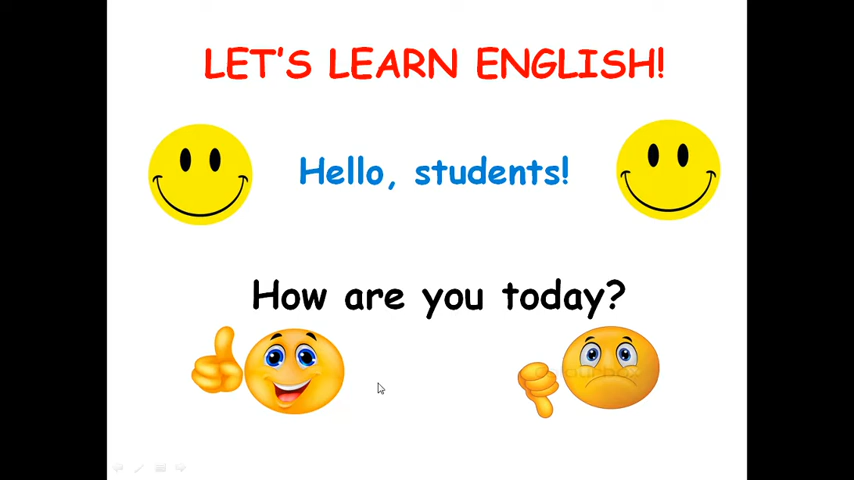 LET'S LEARN ENGLISH!
Hello, students!
How are you today?